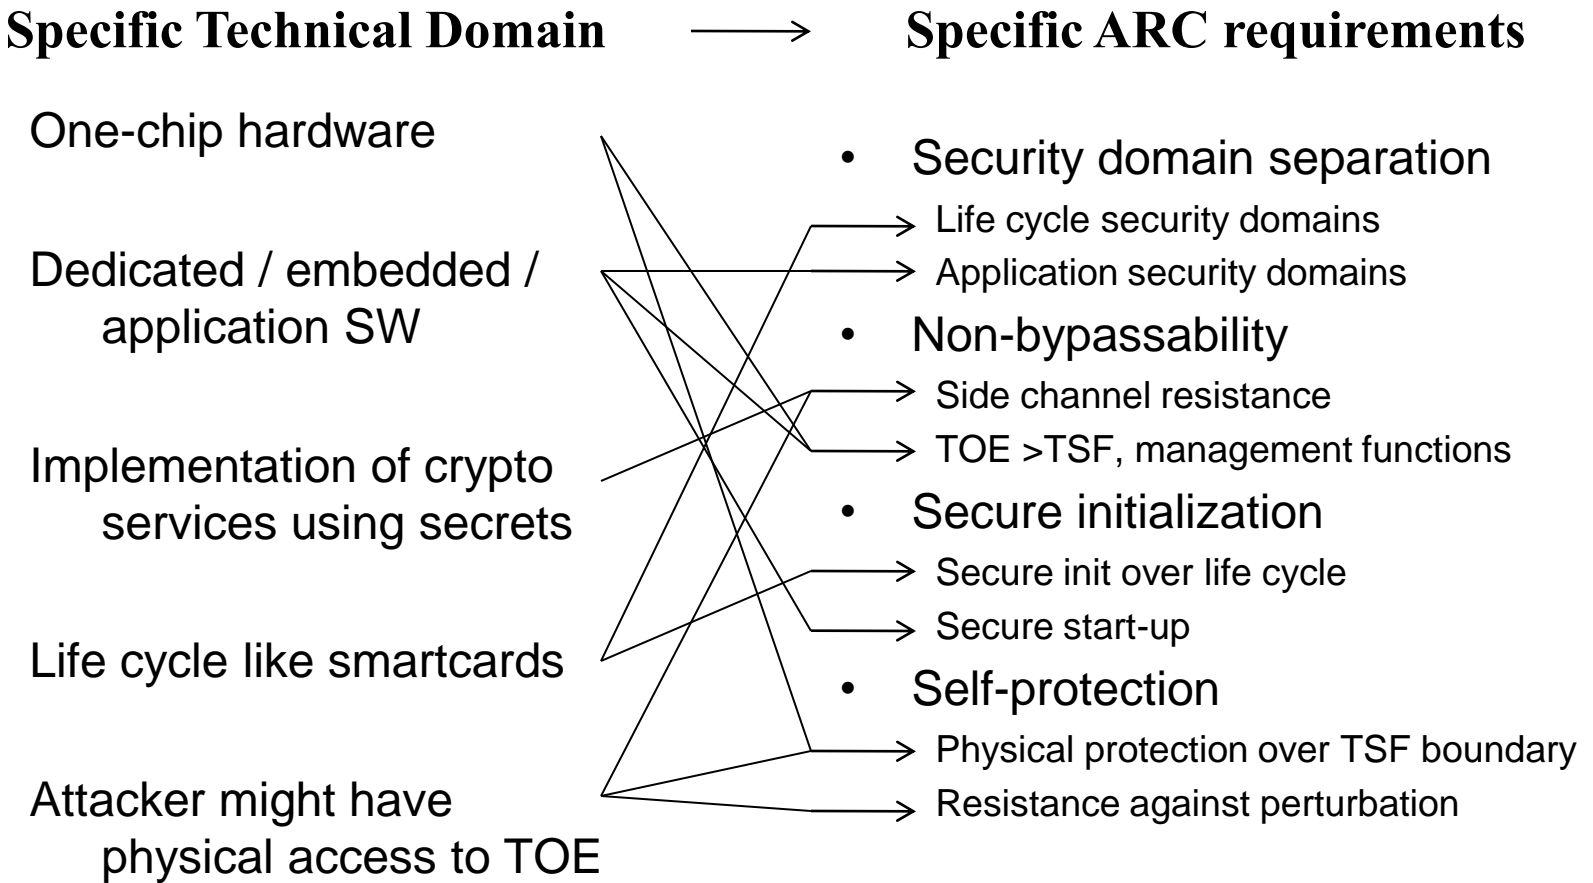 Specific Technical Domain
Specific ARC requirements
One-chip hardware
Dedicated / embedded /
application SW
Implementation of crypto
services using secrets
Life cycle like smartcards
Attacker might have
physical access to TOE
• Security domain separation
Life cycle security domains
Application security domains
• Non-bypassability
Side channel resistance
TOE >TSF, management functions
• Secure initialization
Secure init over life cycle
Secure start-up
• Self-protection
Physical protection over TSF boundary
Resistance against perturbation